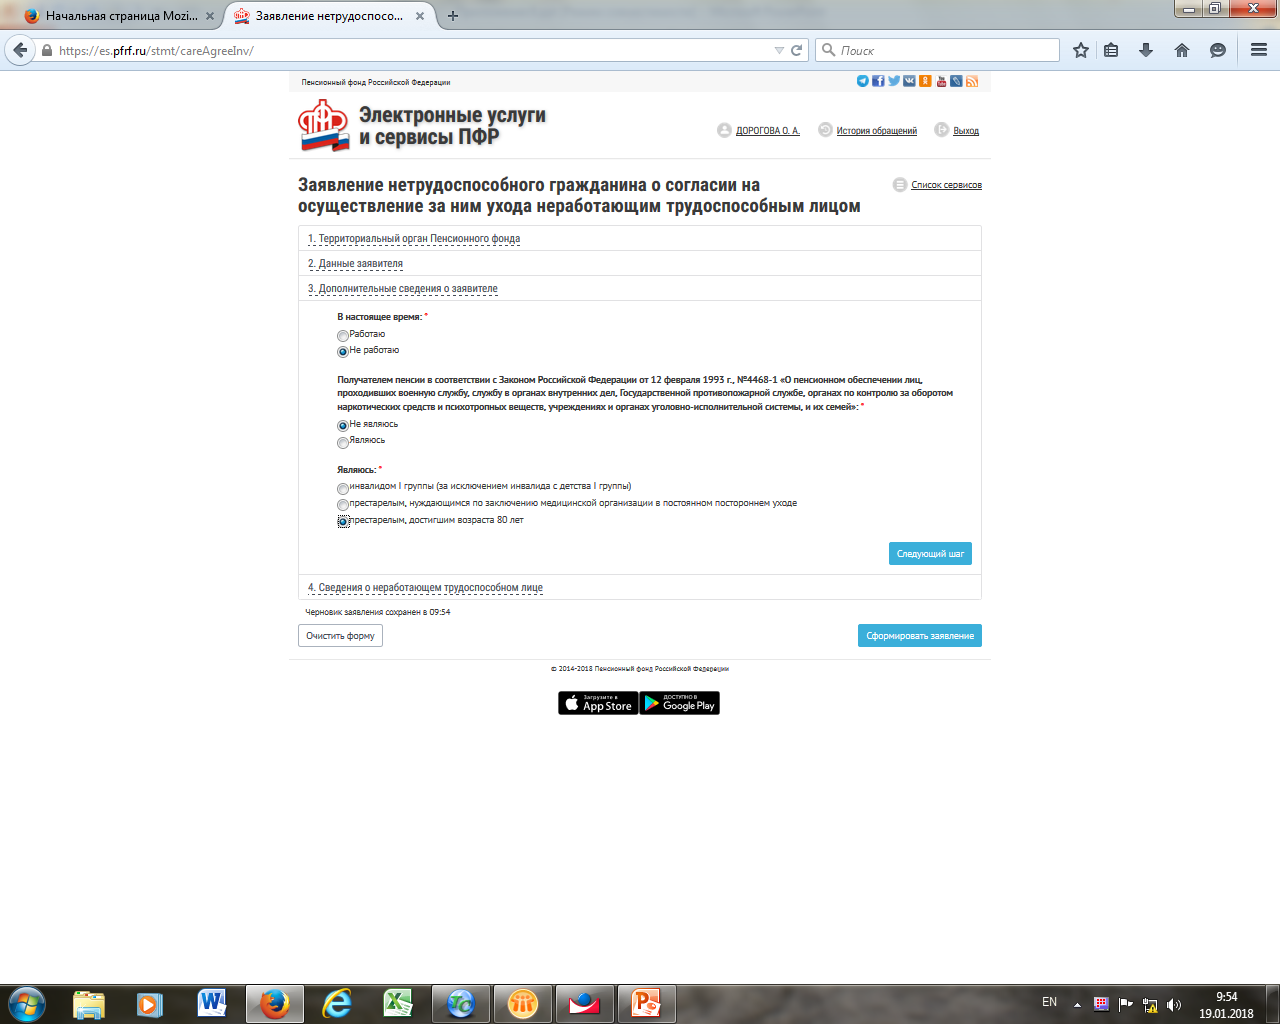 Начальная страница Mozi...
Заявление нетрудоспосо...
https://es.pfrf.ru/stmt/careAgreeInv/
Поиск
Пенсионный фонд Российской Федерации
Электронные услуги
и сервисы ПФР
ДОРОГОВА О. А.
История обращений
Выход
Заявление нетрудоспособного гражданина о согласии на
осуществление за ним ухода неработающим трудоспособным лицом
Список сервисов
1. Территориальный орган Пенсионного фонда
2. Данные заявителя
3. Дополнительные сведения о заявителе
В настоящее время: *
Работаю
Не работаю
Получателем пенсии в соответствии с Законом Российской Федерации от 12 февраля 1993 г., №4468-1 «О пенсионном обеспечении лиц,
проходивших военную службу, службу в органах внутренних дел, Государственной противопожарной службе, органах по контролю за оборотом
наркотических средств и психотропных веществ, учреждениях и органах уголовно-исполнительной системы, и их семей»: *
Не являюсь
Являюсь
Являюсь: *
инвалидом I группы (за исключением инвалида с детства I группы)
престарелым, нуждающимся по заключению медицинской организации в постоянном постороннем уходе
престарелым, достигшим возраста 80 лет
Следующий шаг
4. Сведения о неработающем трудоспособном лице
Черновик заявления сохранен в 09:54
Очистить форму
Сформировать заявление
© 2014-2018 Пенсионный фонд Российской Федерации
Загрузите в
App Store
ДОСТУПНО В
Google Play
EN
9:54
19.01.2018